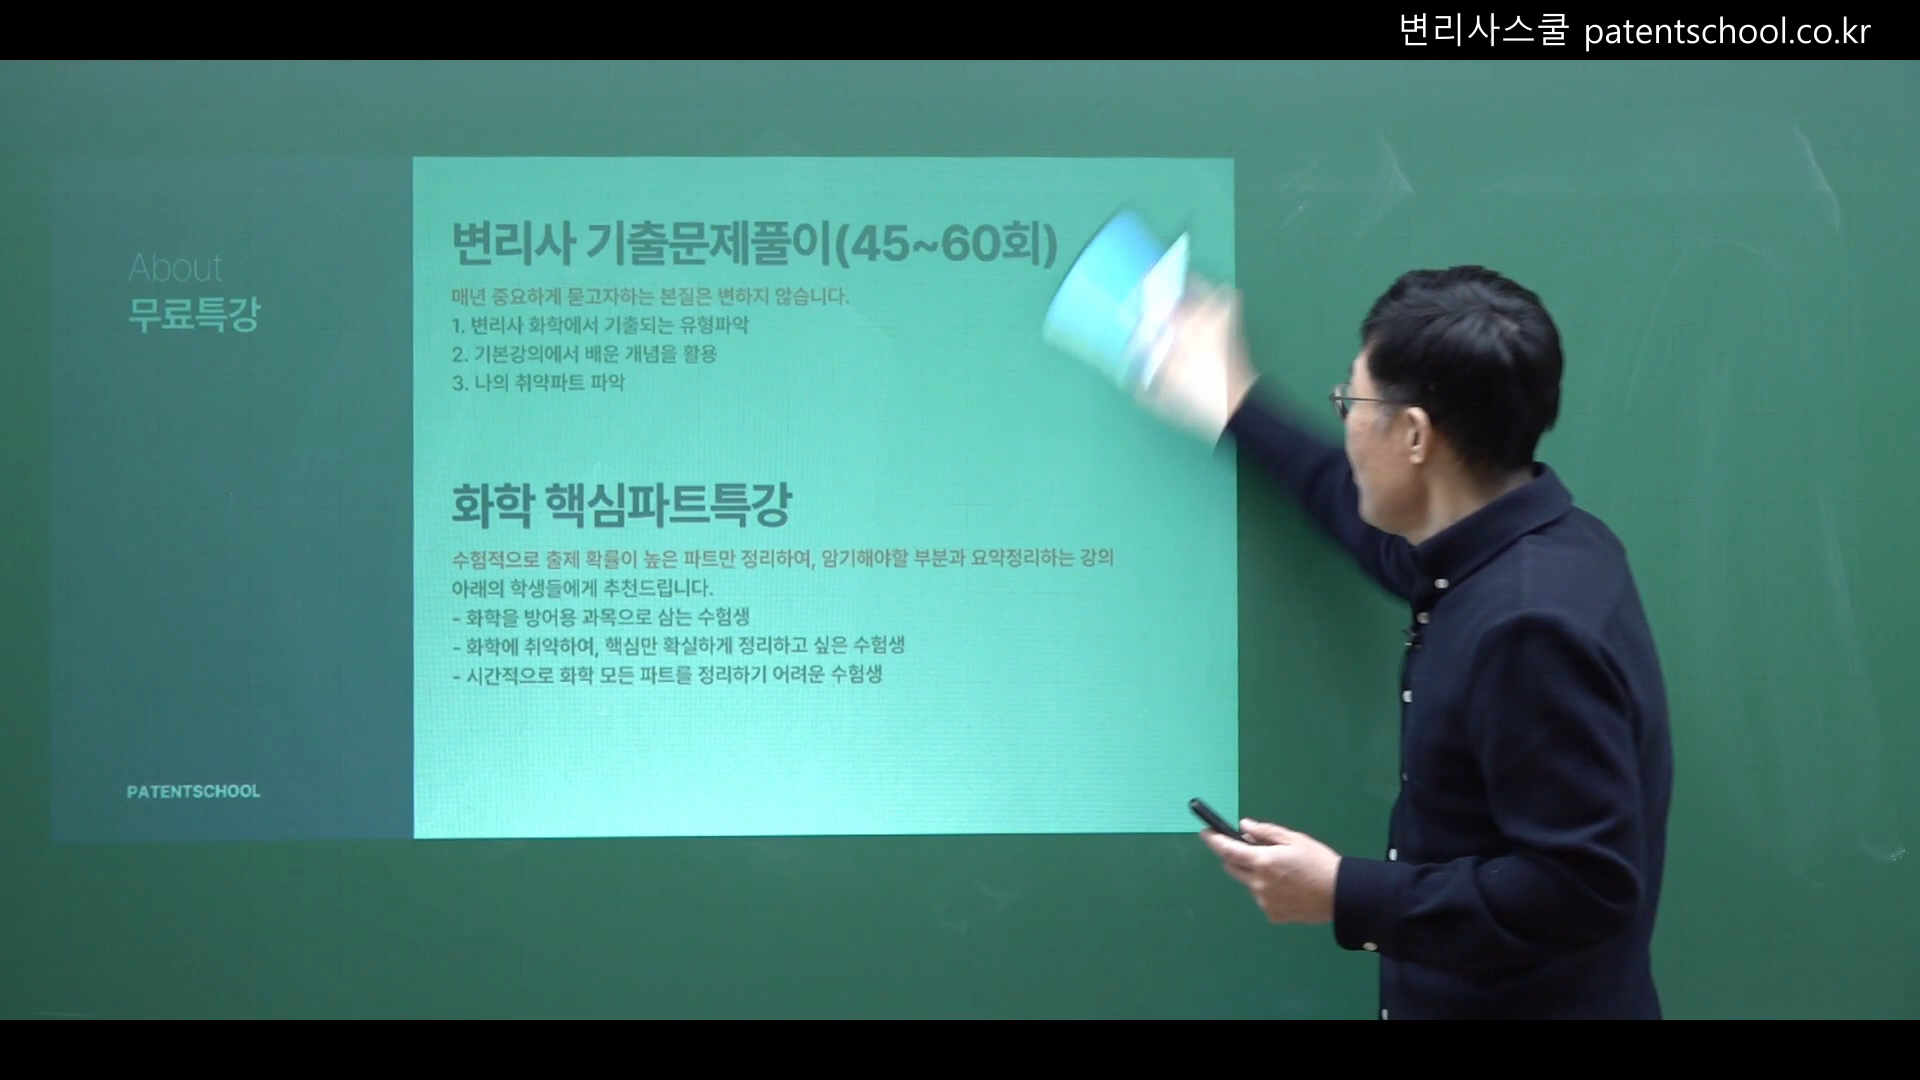 변리사스쿨 patentschool.co.kr
About
무료특강
PATENTSCHOOL
변리사 기출문제풀이(45~60회)
매년 중요하게 묻고자하는 본질은 변하지 않습니다.
1. 변리사 화학에서 기출되는 유형파악
2. 기본강의에서 배운 개념을 활용
3. 나의 취약파트 파악
화학 핵심파트특강
수험적으로 출제 확률이 높은 파트만 정리하여, 암기해야할 부분과 요약정리하는 강의
아래의 학생들에게 추천드립니다.
- 화학을 방어용 과목으로 삼는 수험생
- 화학에 취약하여, 핵심만 확실하게 정리하고 싶은 수험생
- 시간적으로 화학 모든 파트를 정리하기 어려운 수험생